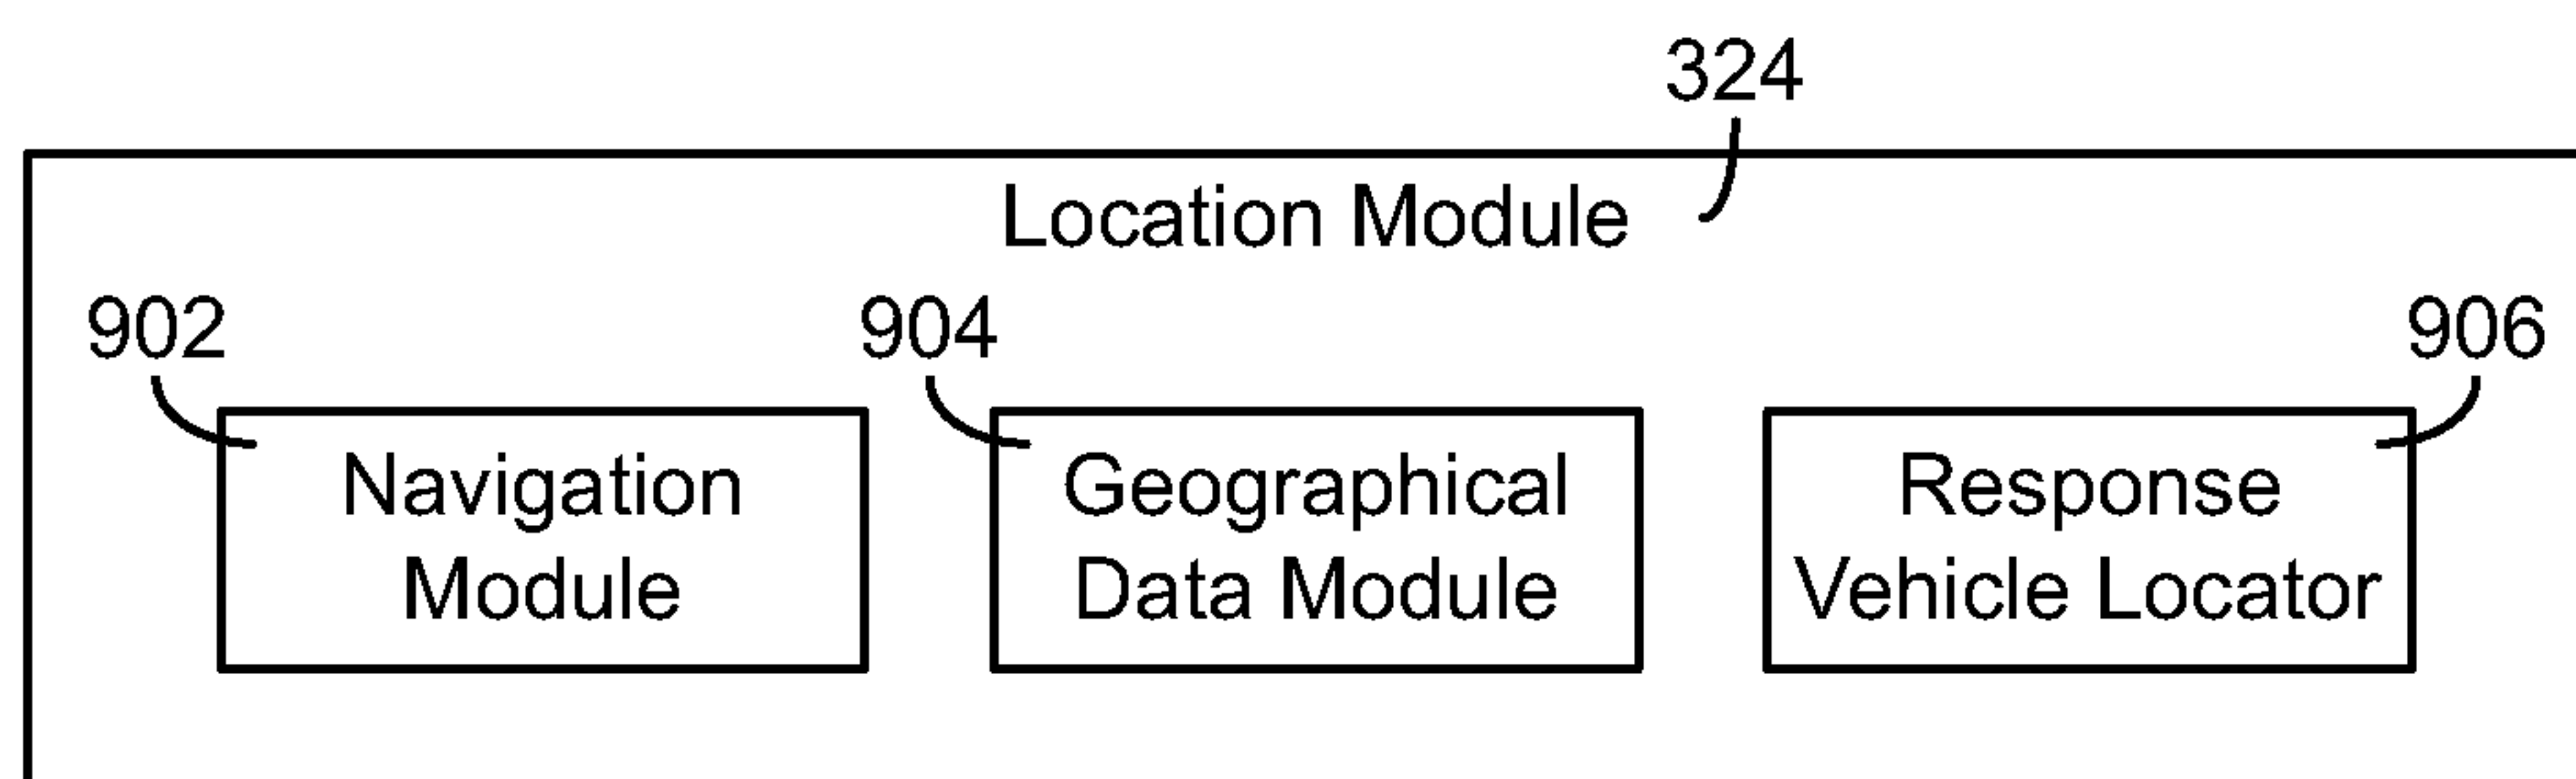 324
Location Module
902
904
906
Navigation
Module
Geographical
Data Module
Response
Vehicle Locator